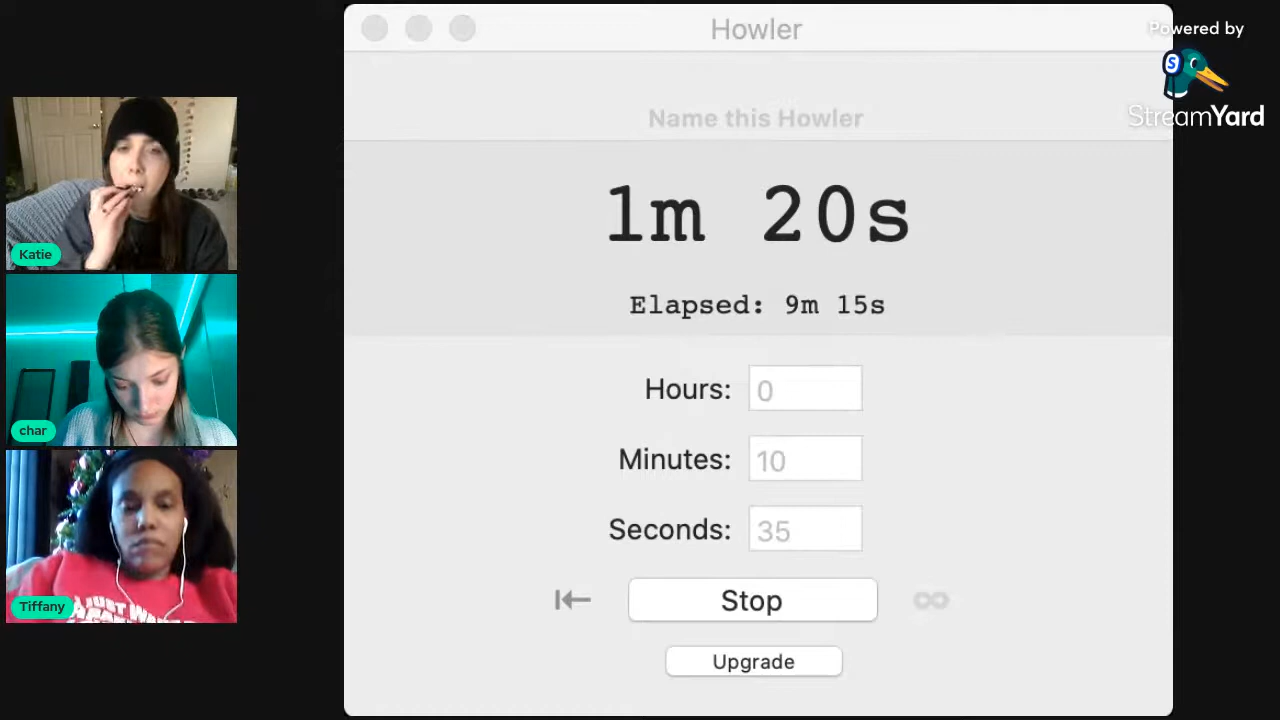 Howler
Powered by
StreamYard
Name this Howler
1m 20s
Elapsed: 9m 15s
Hours: 0
Minutes: 10
Seconds: 35
Stop
Upgrade
Katie
char
Tiffany
A JUST W